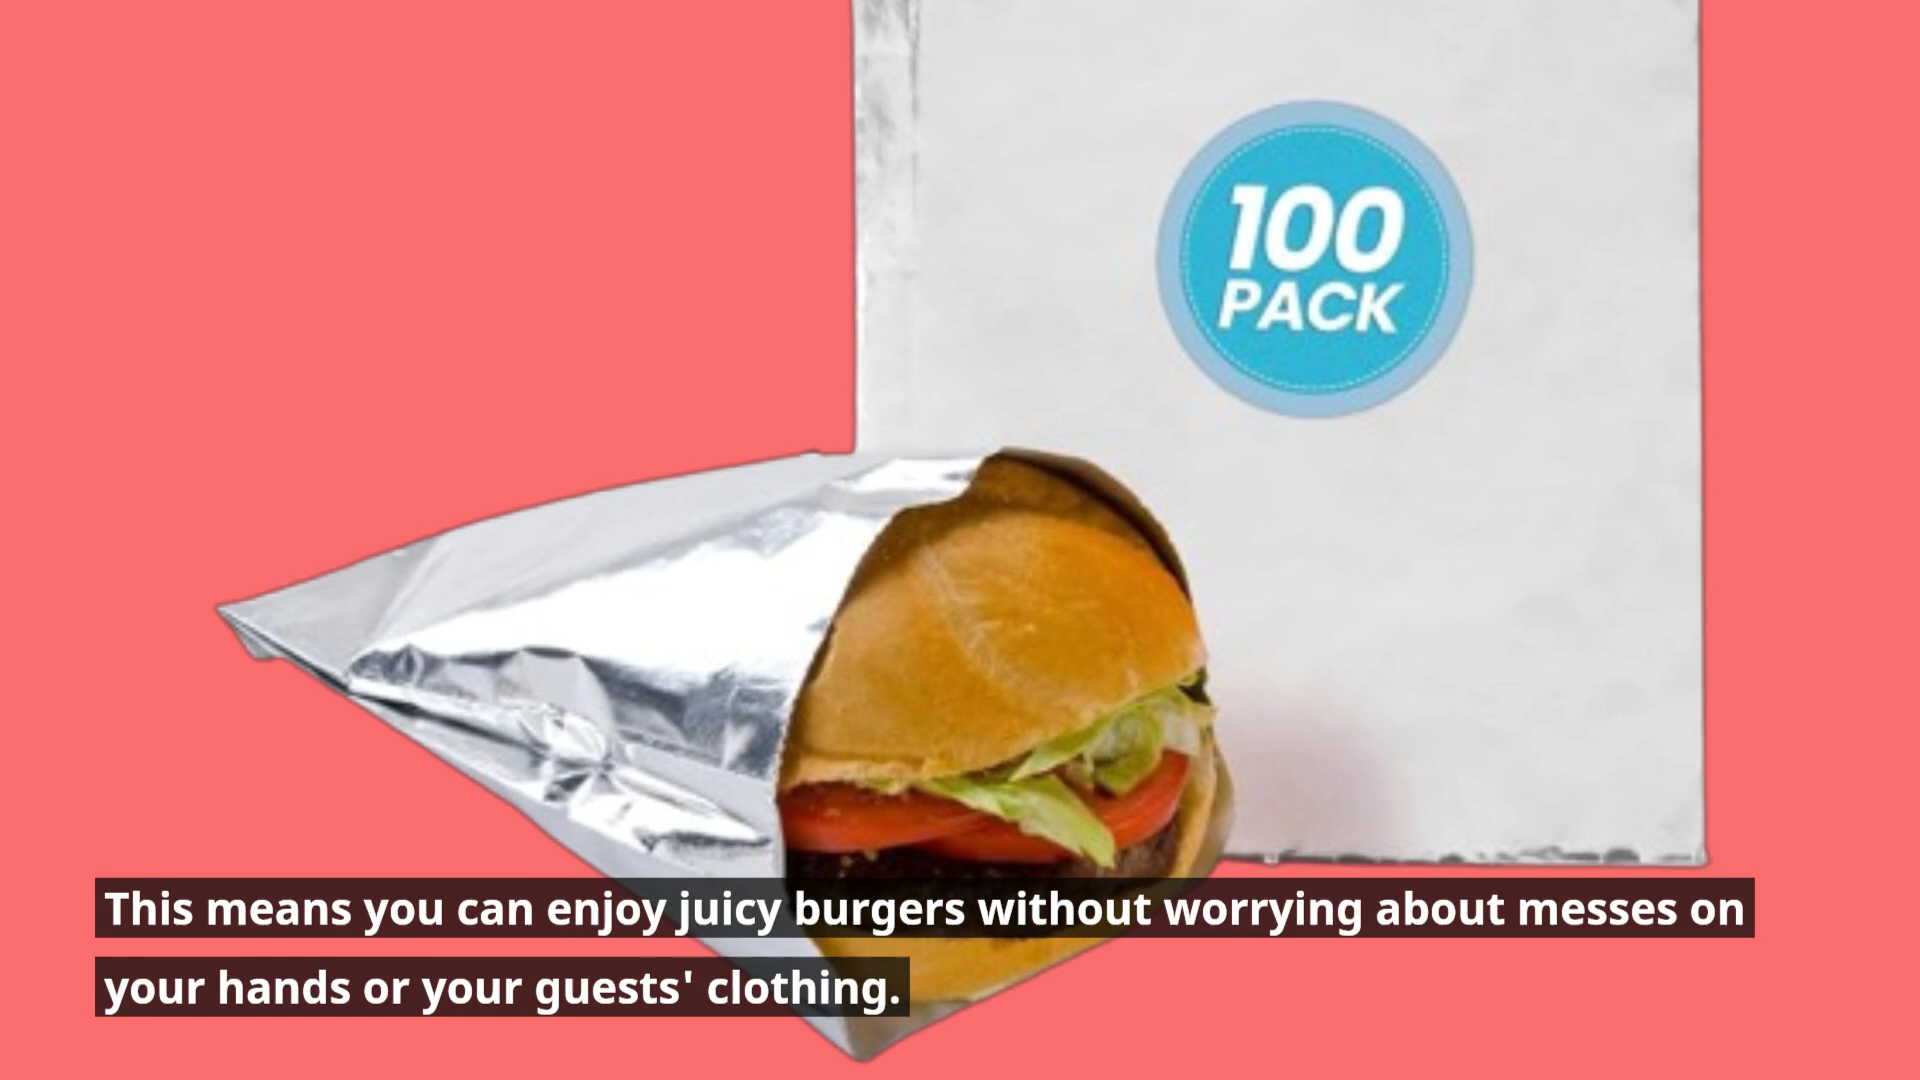 100
PACK
This means you can enjoy juicy burgers without worrying about messes on
your hands or your guests' clothing.